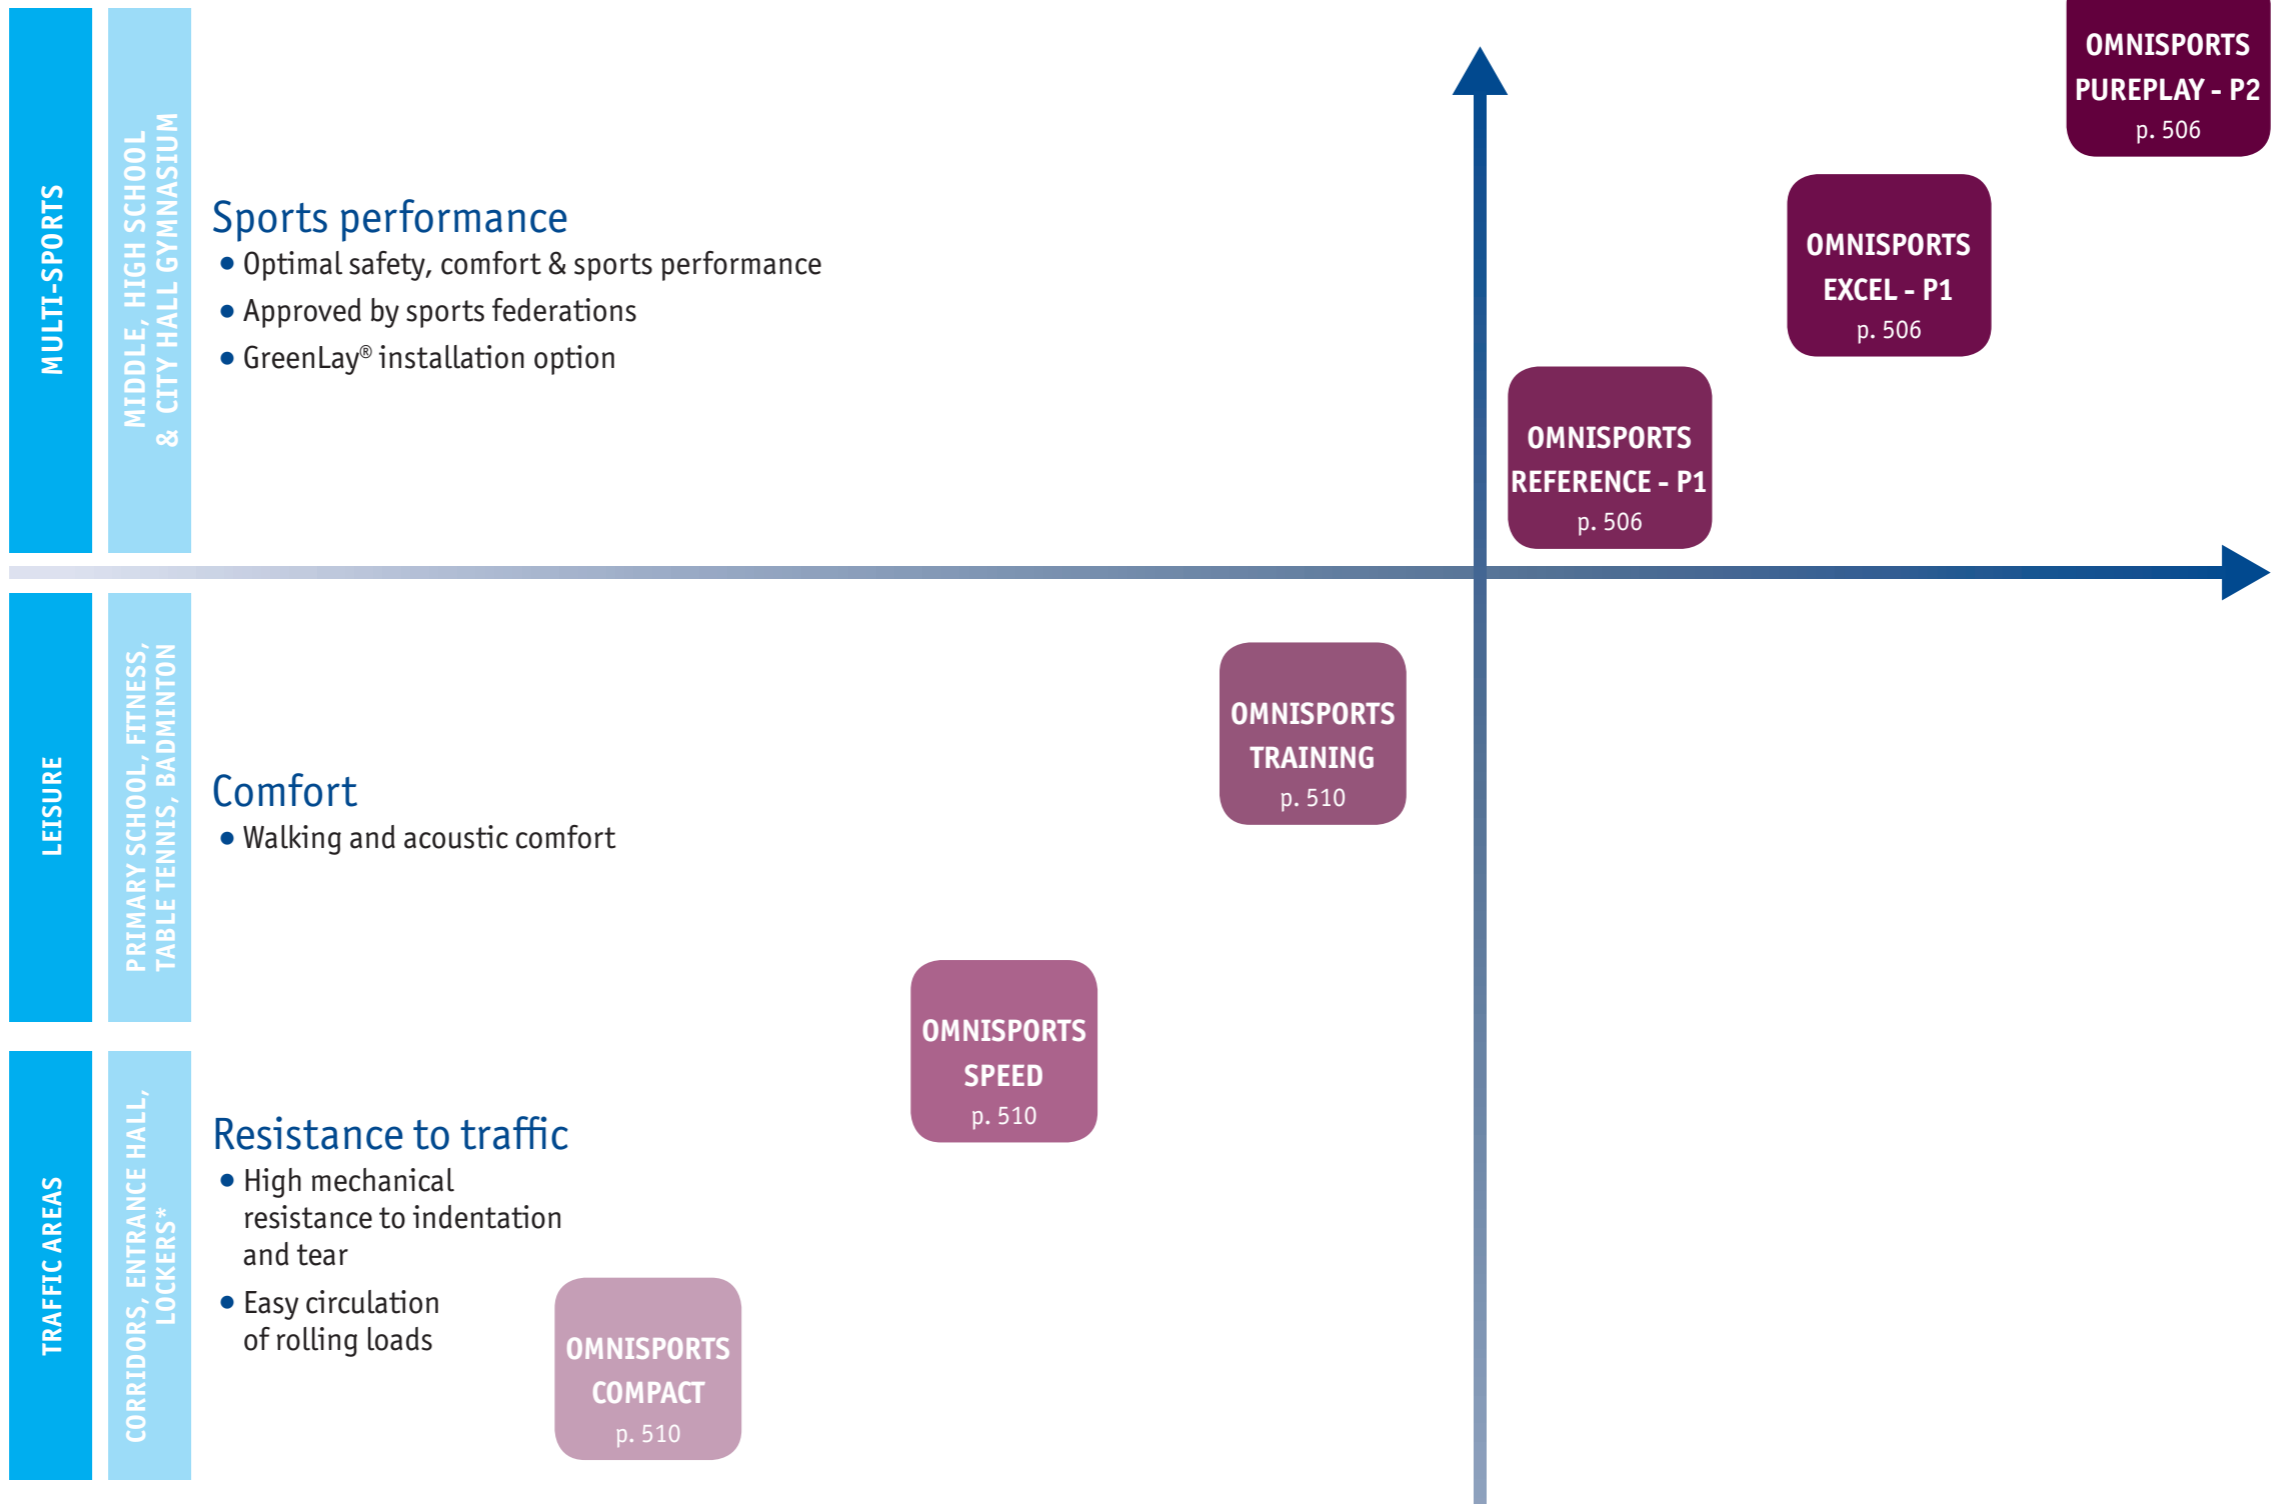 OMNISPORTS
PUREPLAY - P2
p. 506
MULTI-SPORTS
MIDDLE, HIGH SCHOOL
& CITY HALL GYMNASIUM
Sports performance
• Optimal safety, comfort & sports performance
• Approved by sports federations
• GreenLay® installation option
OMNISPORTS
EXCEL - P1
p. 506
OMNISPORTS
REFERENCE - P1
p. 506
LEISURE
PRIMARY SCHOOL, FITNESS,
TABLE TENNIS, BADMINTON
Comfort
• Walking and acoustic comfort
OMNISPORTS
TRAINING
p. 510
OMNISPORTS
SPEED
p. 510
TRAFFIC AREAS
CORRIDORS, ENTRANCE HALL,
LOCKERS*
Resistance to traffic
• High mechanical
resistance to indentation
and tear
• Easy circulation
of rolling loads
OMNISPORTS
COMPACT
p. 510